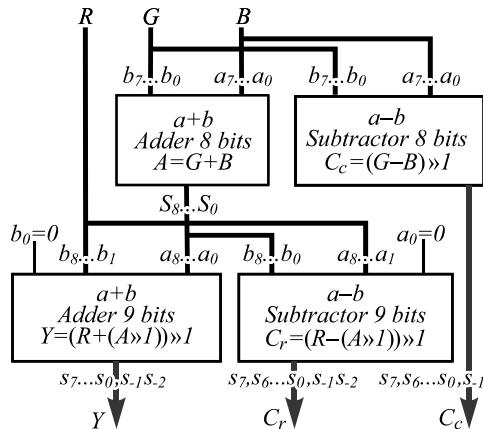 R G B
b7...b0 a7...a0 b7...b0 a7...a0
a+b
Adder 8 bits
A=G+B
a−b
Subtractor 8 bits
Cc=(G−B)»1
S8...S0
b0=0 b8...b1 a8...a0 b8...b0 a8...a1 a0=0
a+b
Adder 9 bits
Y=(R+(A»1))»1
a−b
Subtractor 9 bits
Cr=(R−(A»1))»1
s7...s0,s-1s-2 s7,s6...s0,s-1s-2 s7,s6...s0,s-1
Y Cr Cc